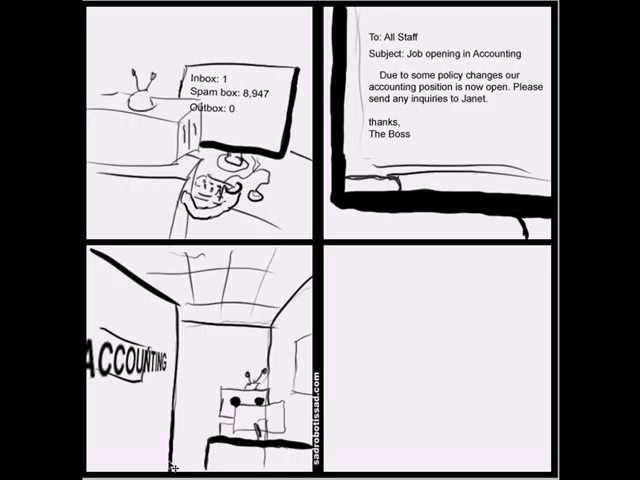 Inbox: 1
Spam box: 8,947
Outbox: 0
To: All Staff
Subject: Job opening in Accounting
Due to some policy changes our
accounting position is now open. Please
send any inquiries to Janet.
thanks,
The Boss
ACCOUNTING
sadrobotissad.com